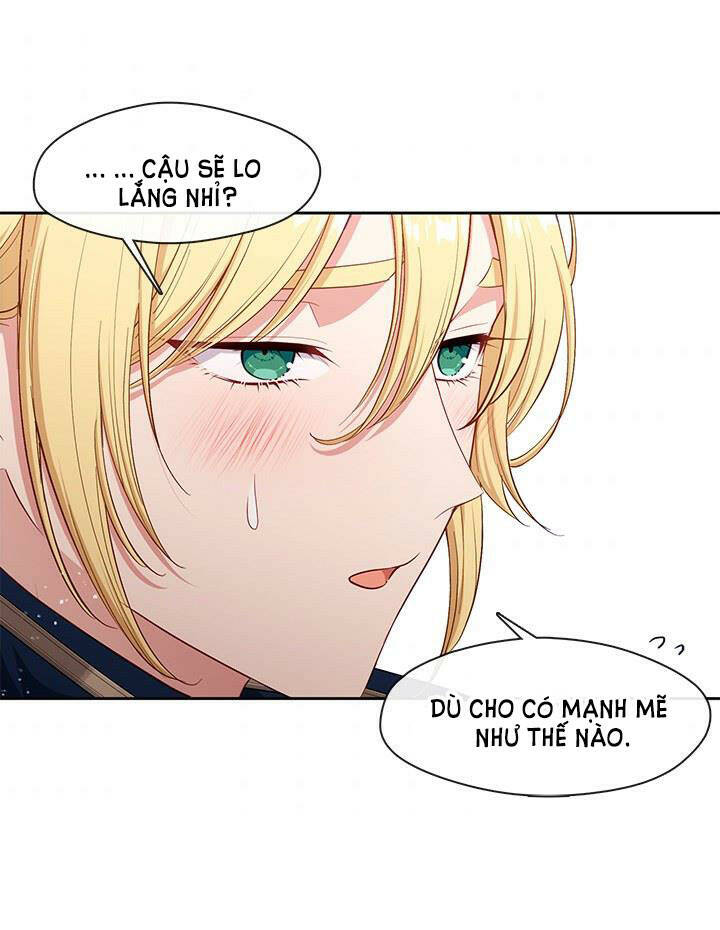 ... ... CẬU SẼ LO
LẮNG NHỈ?
DÙ CHO CÓ MẠNH MẼ
NHƯ THẾ NÀO.